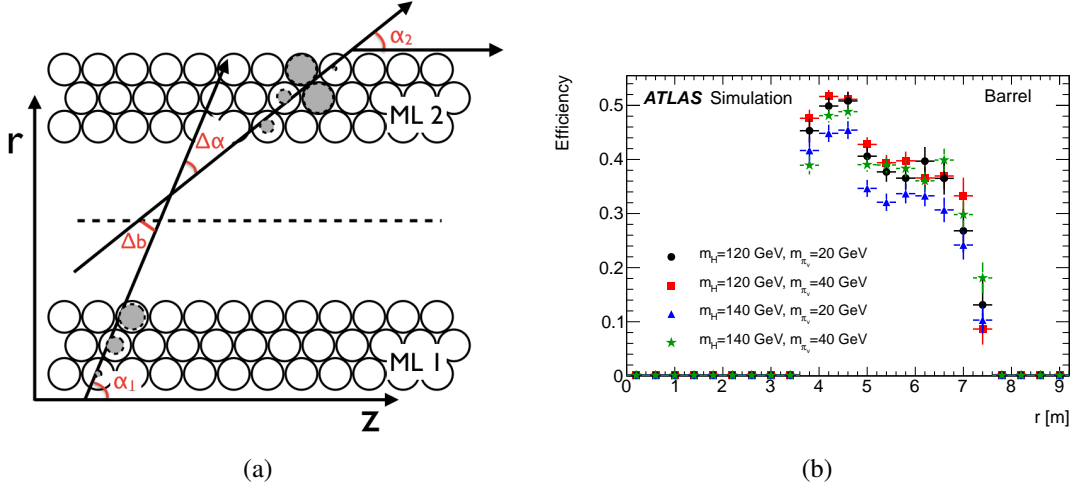 α₂
ML 2
r
Δα
Δb
ML 1
α₁
z
(a)
ATLAS Simulation
Barrel
Efficiency
0.5
0.4
0.3
0.2
0.1
0
m_H=120 GeV, m_πᵥ=20 GeV
m_H=120 GeV, m_πᵥ=40 GeV
m_H=140 GeV, m_πᵥ=20 GeV
m_H=140 GeV, m_πᵥ=40 GeV
0 1 2 3 4 5 6 7 8 9
r [m]
(b)